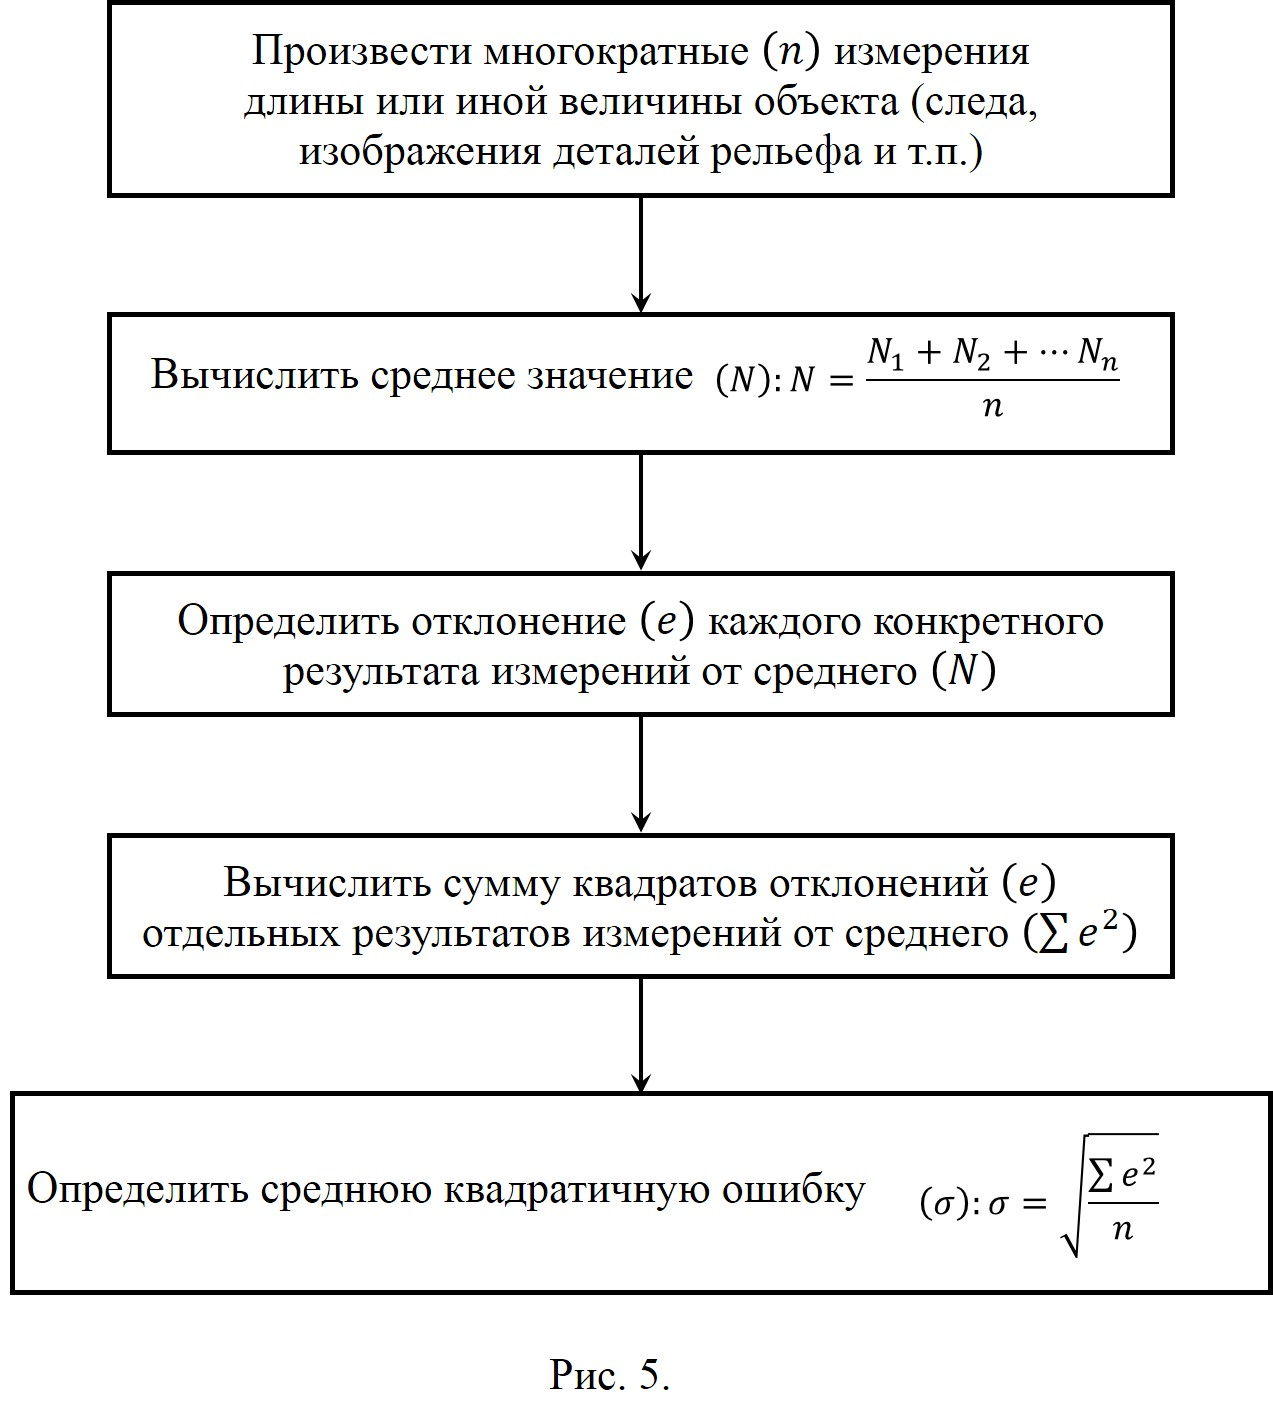 Произвести многократные (n) измерения
длины или иной величины объекта (следа,
изображения деталей рельефа и т.п.)
Вычислить среднее значение (N): N = (N₁ + N₂ + ⋯ Nₙ) / n
Определить отклонение (e) каждого конкретного
результата измерений от среднего (N)
Вычислить сумму квадратов отклонений (e)
отдельных результатов измерений от среднего (∑ e²)
Определить среднюю квадратичную ошибку (σ): σ = √(∑ e² / n)
Рис. 5.